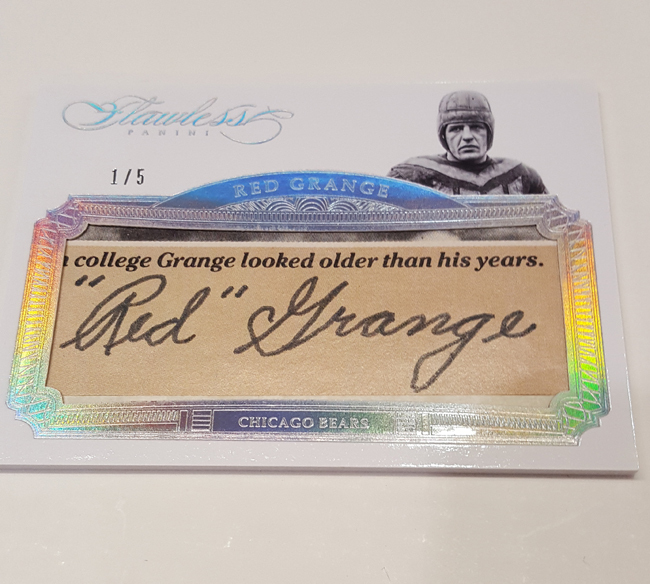 Flawless
PANINI
1/5
RED GRANGE
college Grange looked older than his years.
"Red" Grange
CHICAGO BEARS